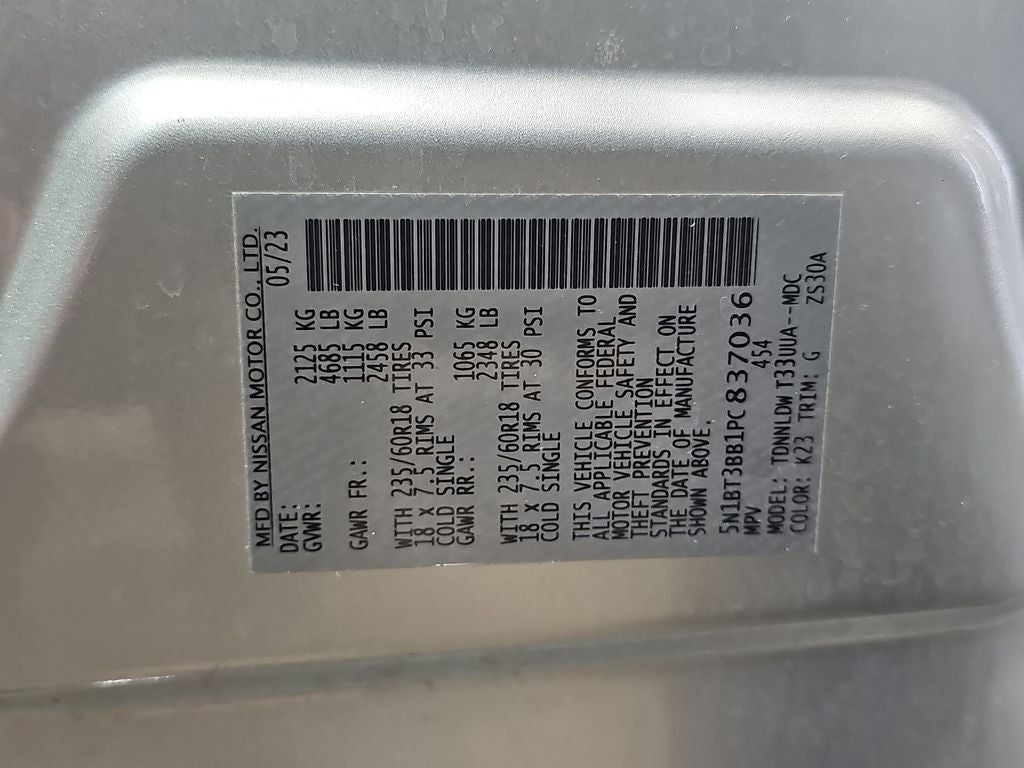 MFD BY NISSAN MOTOR CO., LTD.
DATE: 05/23
GVWR: 2125 KG
4685 LB
GAWR FR.: 1115 KG
2458 LB
WITH 235/60R18 TIRES
18 x 7.5 RIMS AT 33 PSI
COLD SINGLE
GAWR RR.: 1065 KG
2348 LB
WITH 235/60R18 TIRES
18 x 7.5 RIMS AT 30 PSI
COLD SINGLE
THIS VEHICLE CONFORMS TO
ALL APPLICABLE FEDERAL
MOTOR VEHICLE SAFETY AND
THEFT PREVENTION
STANDARDS IN EFFECT ON
THE DATE OF MANUFACTURE
SHOWN ABOVE.
5N1BT3BB1PC837036
MPV 454
MODEL: TDNNLDW T33UUA--MDC
COLOR: K23 TRIM: G ZS30A